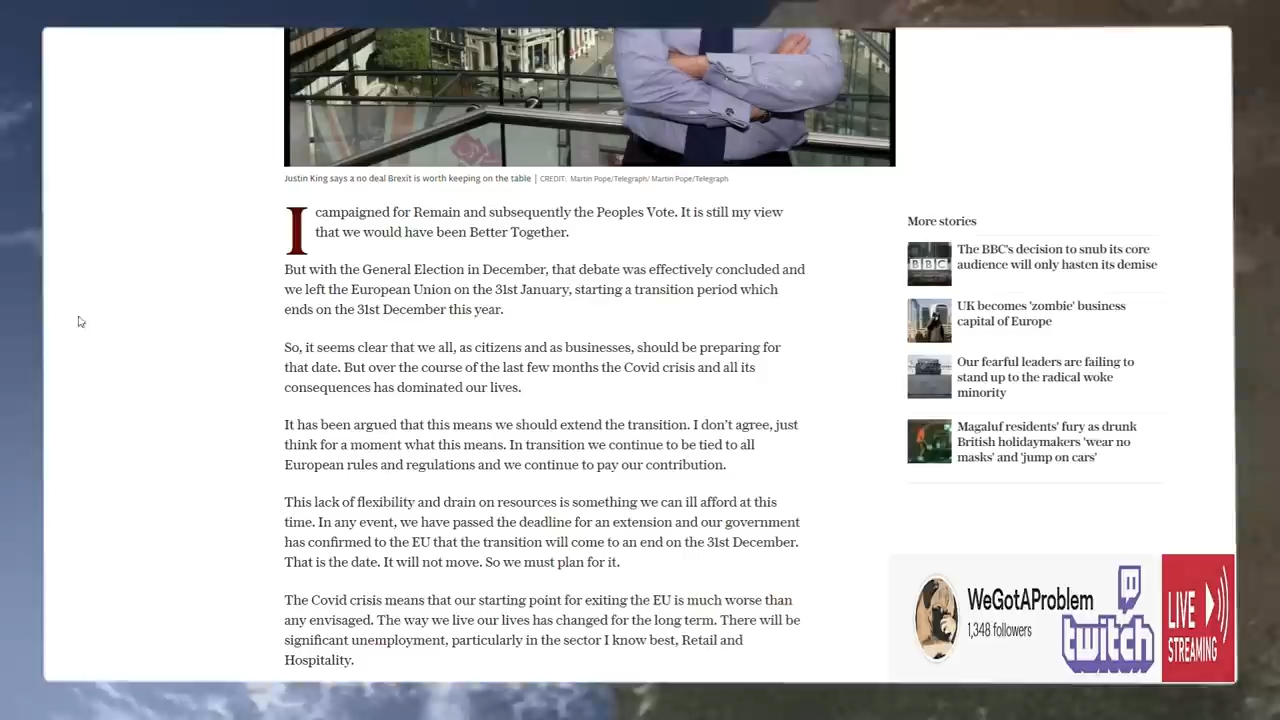 Justin King says a no deal Brexit is worth keeping on the table | CREDIT: Martin Pope/Telegraph/ Martin Pope/Telegraph
I campaigned for Remain and subsequently the Peoples Vote. It is still my view
that we would have been Better Together.
But with the General Election in December, that debate was effectively concluded and
we left the European Union on the 31st January, starting a transition period which
ends on the 31st December this year.
So, it seems clear that we all, as citizens and as businesses, should be preparing for
that date. But over the course of the last few months the Covid crisis and all its
consequences has dominated our lives.
It has been argued that this means we should extend the transition. I don't agree, just
think for a moment what this means. In transition we continue to be tied to all
European rules and regulations and we continue to pay our contribution.
This lack of flexibility and drain on resources is something we can ill afford at this
time. In any event, we have passed the deadline for an extension and our government
has confirmed to the EU that the transition will come to an end on the 31st December.
That is the date. It will not move. So we must plan for it.
The Covid crisis means that our starting point for exiting the EU is much worse than
any envisaged. The way we live our lives has changed for the long term. There will be
significant unemployment, particularly in the sector I know best, Retail and
Hospitality.
More stories
BBC
The BBC's decision to snub its core
audience will only hasten its demise
UK becomes 'zombie' business
capital of Europe
Our fearful leaders are failing to
stand up to the radical woke
minority
Magaluf residents' fury as drunk
British holidaymakers 'wear no
masks' and 'jump on cars'
WeGotAProblem
1,348 followers
twitch
LIVE
STREAMING